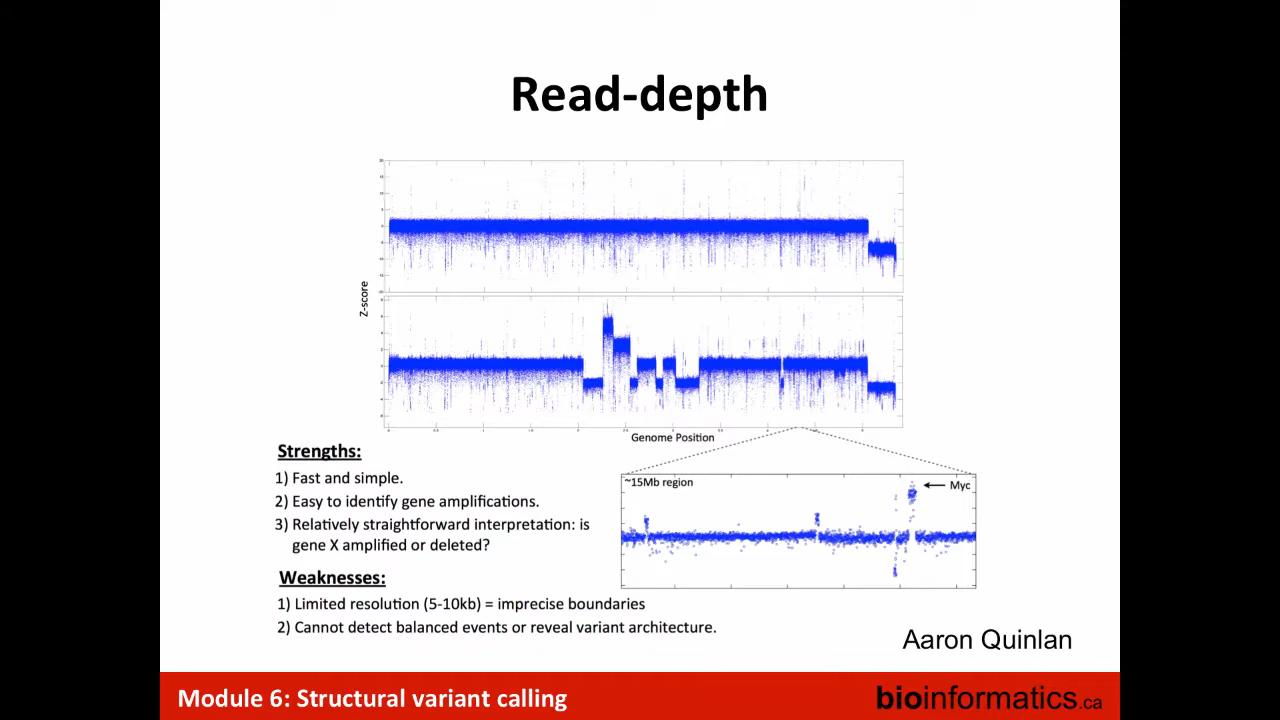 Read-depth
Z-score
Genome Position
Strengths:
1) Fast and simple.
2) Easy to identify gene amplifications.
3) Relatively straightforward interpretation: is
gene X amplified or deleted?
~15Mb region
Myc
Weaknesses:
1) Limited resolution (5-10kb) = imprecise boundaries
2) Cannot detect balanced events or reveal variant architecture.
Aaron Quinlan
Module 6: Structural variant calling
bioinformatics.ca